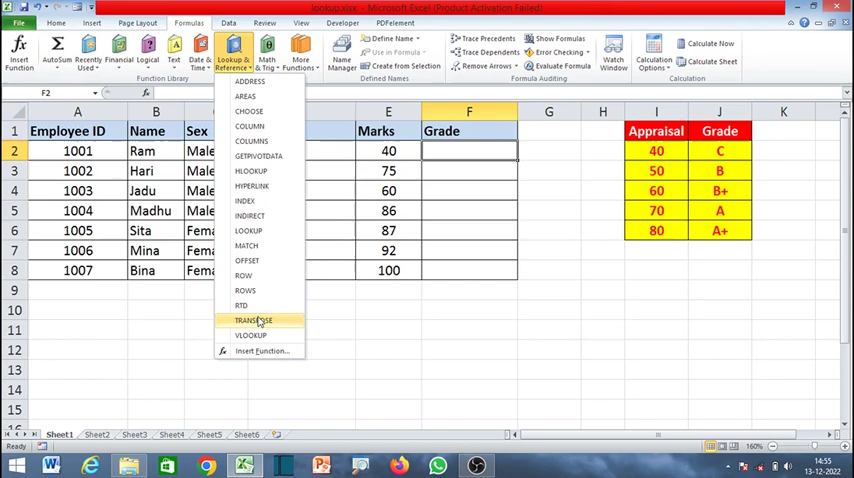 lookup.xlsx - Microsoft Excel (Product Activation Failed)
File Home Insert Page Layout Formulas Data Review View Developer PDFelement
Insert Function
AutoSum
Recently Used
Financial
Logical
Text
Date & Time
Lookup & Reference
Math & Trig
More Functions
Function Library
Name Manager
Define Name
Use in Formula
Create from Selection
Defined Names
Trace Precedents
Trace Dependents
Remove Arrows
Show Formulas
Error Checking
Evaluate Formula
Formula Auditing
Watch Window
Calculation Options
Calculate Now
Calculate Sheet
Calculation
F2 fx
A B C E F G H I J K
1 Employee ID Name Sex Marks Grade Appraisal Grade
2 1001 Ram Male 40 40 C
3 1002 Hari Male 75 50 B
4 1003 Jadu Male 60 60 B+
5 1004 Madhu Male 86 70 A
6 1005 Sita Fema 87 80 A+
7 1006 Mina Fema 92
8 1007 Bina Fema 100
9
10
11
12
13
14
15
ADDRESS
AREAS
CHOOSE
COLUMN
COLUMNS
GETPIVOTDATA
HLOOKUP
HYPERLINK
INDEX
INDIRECT
LOOKUP
MATCH
OFFSET
ROW
ROWS
RTD
TRANSPOSE
VLOOKUP
fx Insert Function...
Sheet1 Sheet2 Sheet3 Sheet4 Sheet5 Sheet6
Ready 160%
14:55
13-12-2022